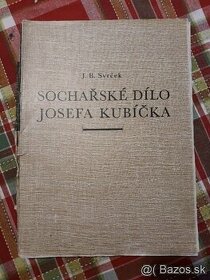 J. B. Svrček
SOCHAŘSKÉ DÍLO
JOSEFA KUBÍČKA
Bazos.sk